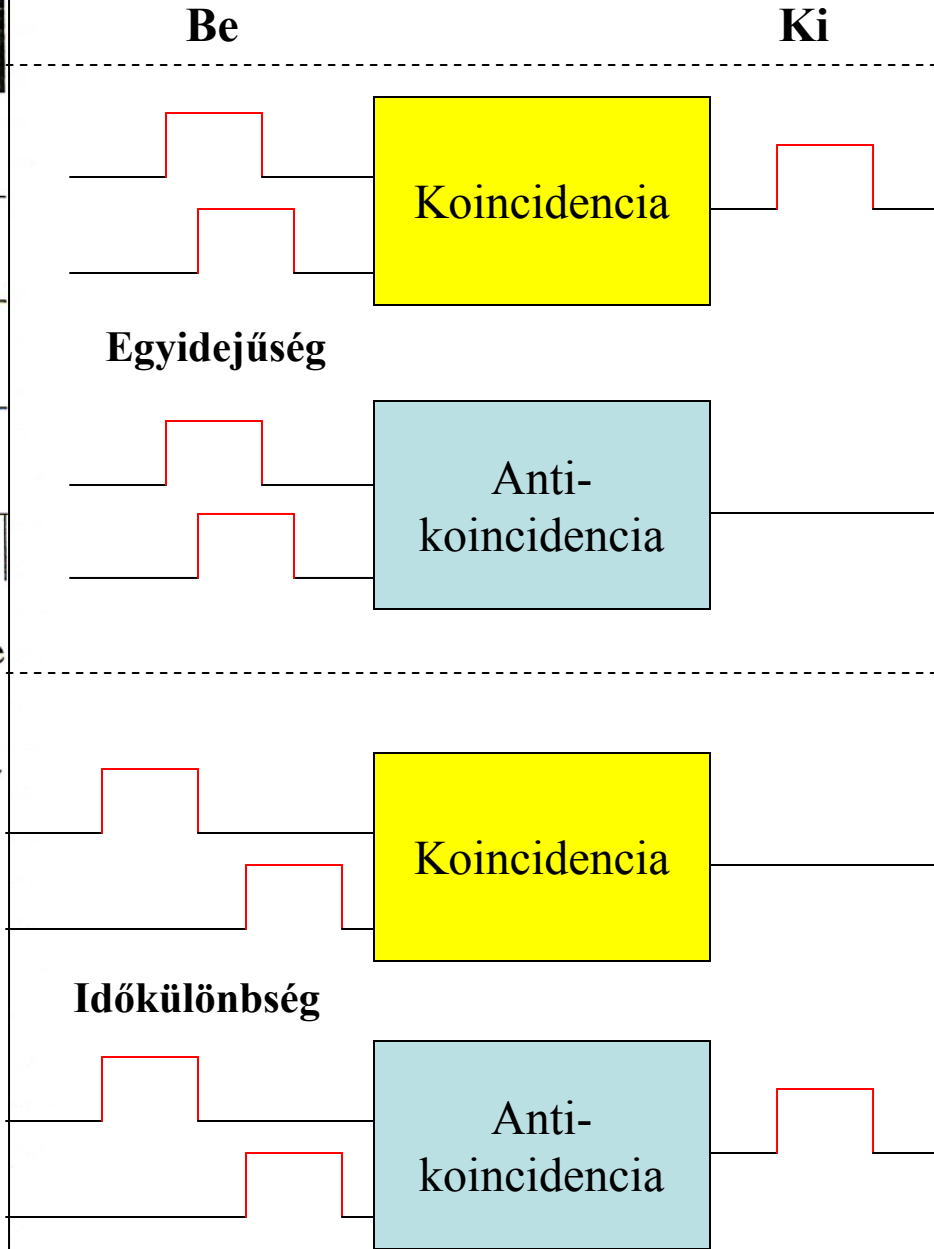 Be
Ki
Koincidencia
Egyidejűség
Anti-
koincidencia
Koincidencia
Időkülönbség
Anti-
koincidencia